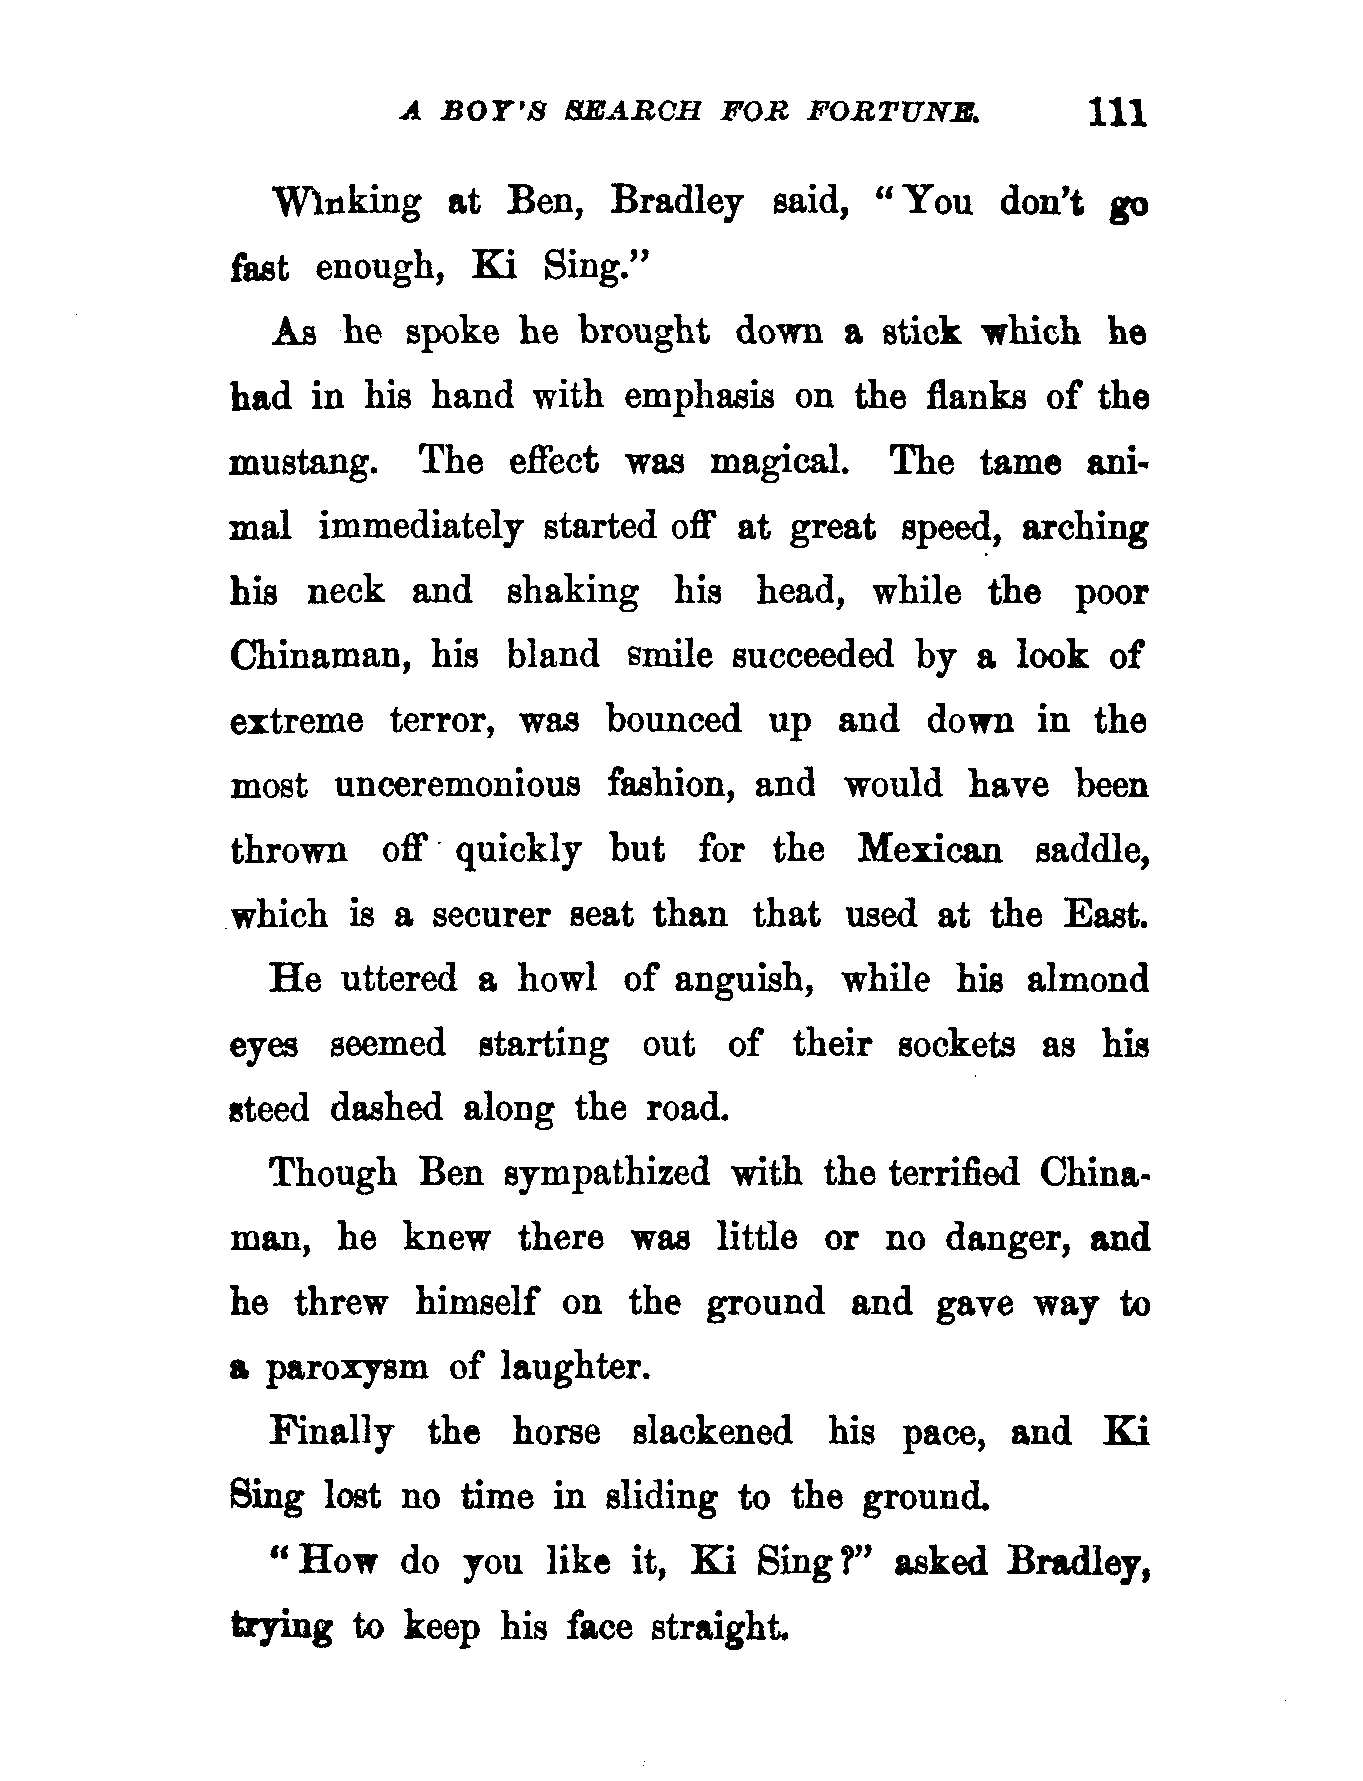 A BOY'S SEARCH FOR FORTUNE. 111
Winking at Ben, Bradley said, "You don't go
fast enough, Ki Sing."
As he spoke he brought down a stick which he
had in his hand with emphasis on the flanks of the
mustang. The effect was magical. The tame ani-
mal immediately started off at great speed, arching
his neck and shaking his head, while the poor
Chinaman, his bland smile succeeded by a look of
extreme terror, was bounced up and down in the
most unceremonious fashion, and would have been
thrown off quickly but for the Mexican saddle,
which is a securer seat than that used at the East.
He uttered a howl of anguish, while his almond
eyes seemed starting out of their sockets as his
steed dashed along the road.
Though Ben sympathized with the terrified China-
man, he knew there was little or no danger, and
he threw himself on the ground and gave way to
a paroxysm of laughter.
Finally the horse slackened his pace, and Ki
Sing lost no time in sliding to the ground.
"How do you like it, Ki Sing?" asked Bradley,
trying to keep his face straight.